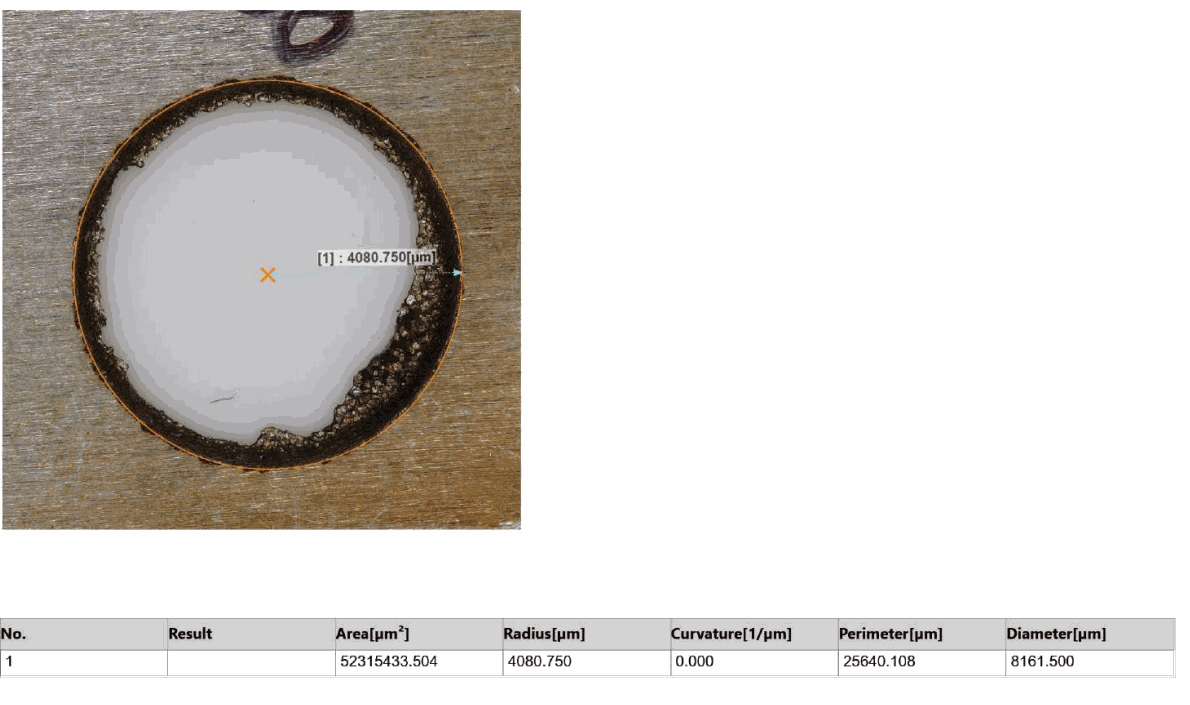 [1] : 4080.750[µm]
No. Result Area[µm²] Radius[µm] Curvature[1/µm] Perimeter[µm] Diameter[µm]
1 52315433.504 4080.750 0.000 25640.108 8161.500